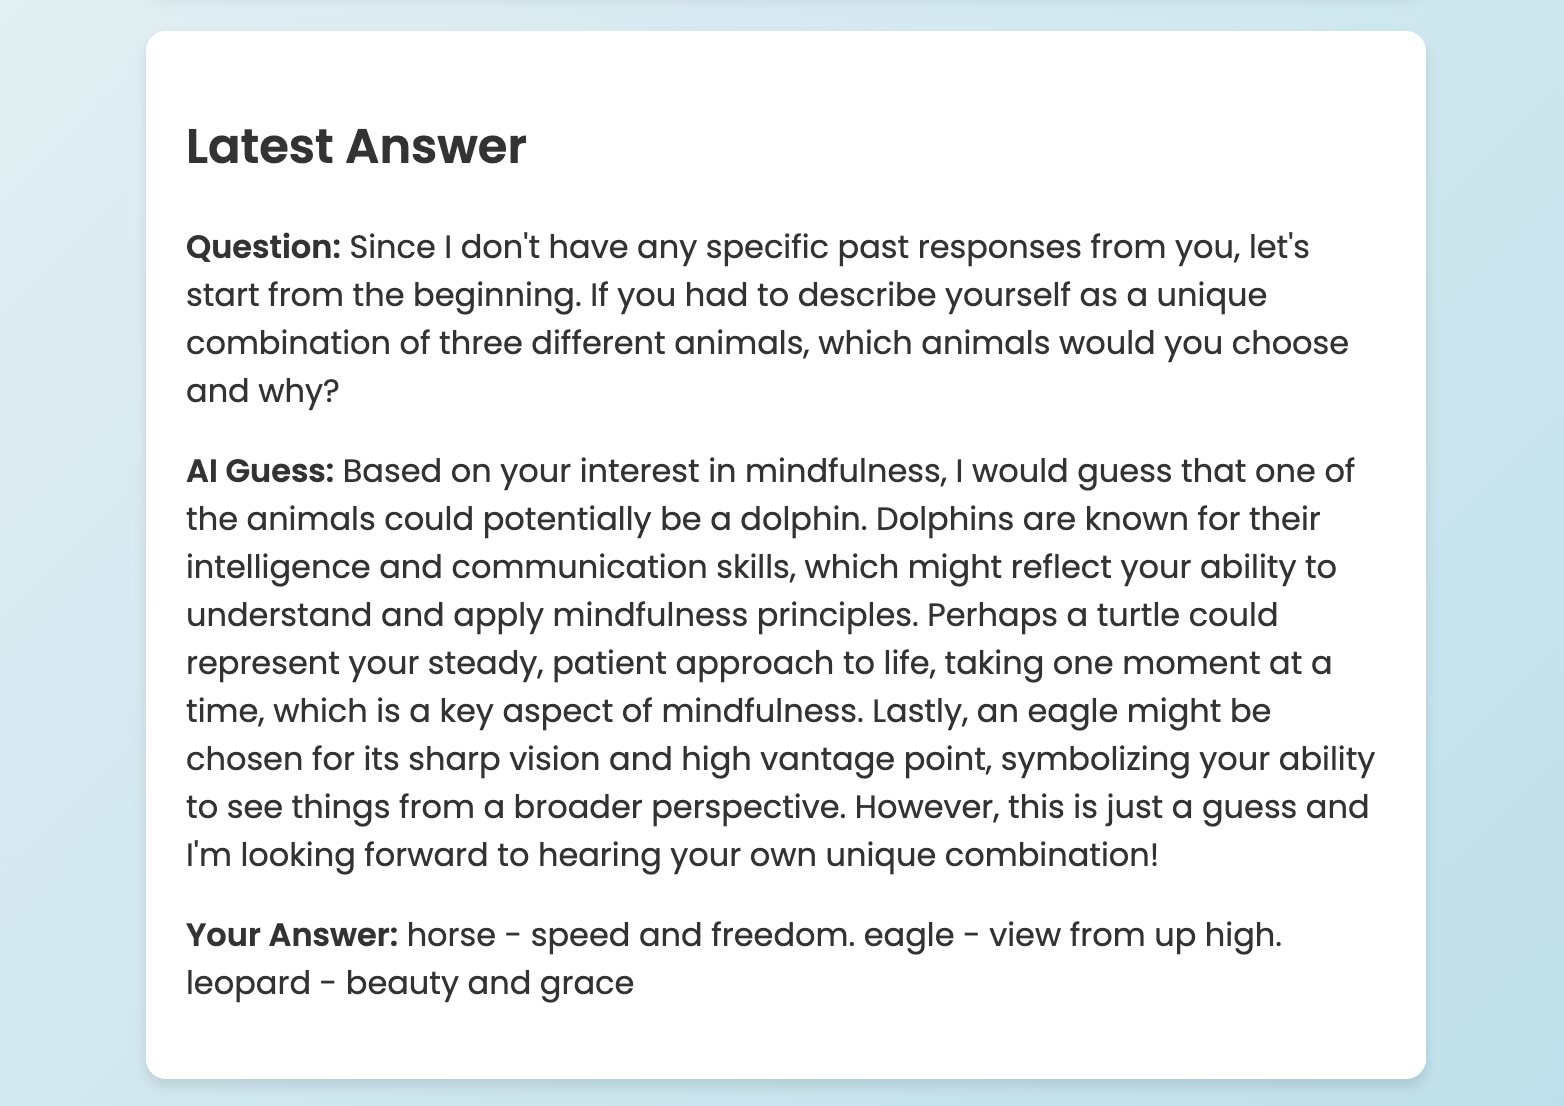 Latest Answer
Question: Since I don't have any specific past responses from you, let's
start from the beginning. If you had to describe yourself as a unique
combination of three different animals, which animals would you choose
and why?
AI Guess: Based on your interest in mindfulness, I would guess that one of
the animals could potentially be a dolphin. Dolphins are known for their
intelligence and communication skills, which might reflect your ability to
understand and apply mindfulness principles. Perhaps a turtle could
represent your steady, patient approach to life, taking one moment at a
time, which is a key aspect of mindfulness. Lastly, an eagle might be
chosen for its sharp vision and high vantage point, symbolizing your ability
to see things from a broader perspective. However, this is just a guess and
I'm looking forward to hearing your own unique combination!
Your Answer: horse - speed and freedom. eagle - view from up high.
leopard - beauty and grace